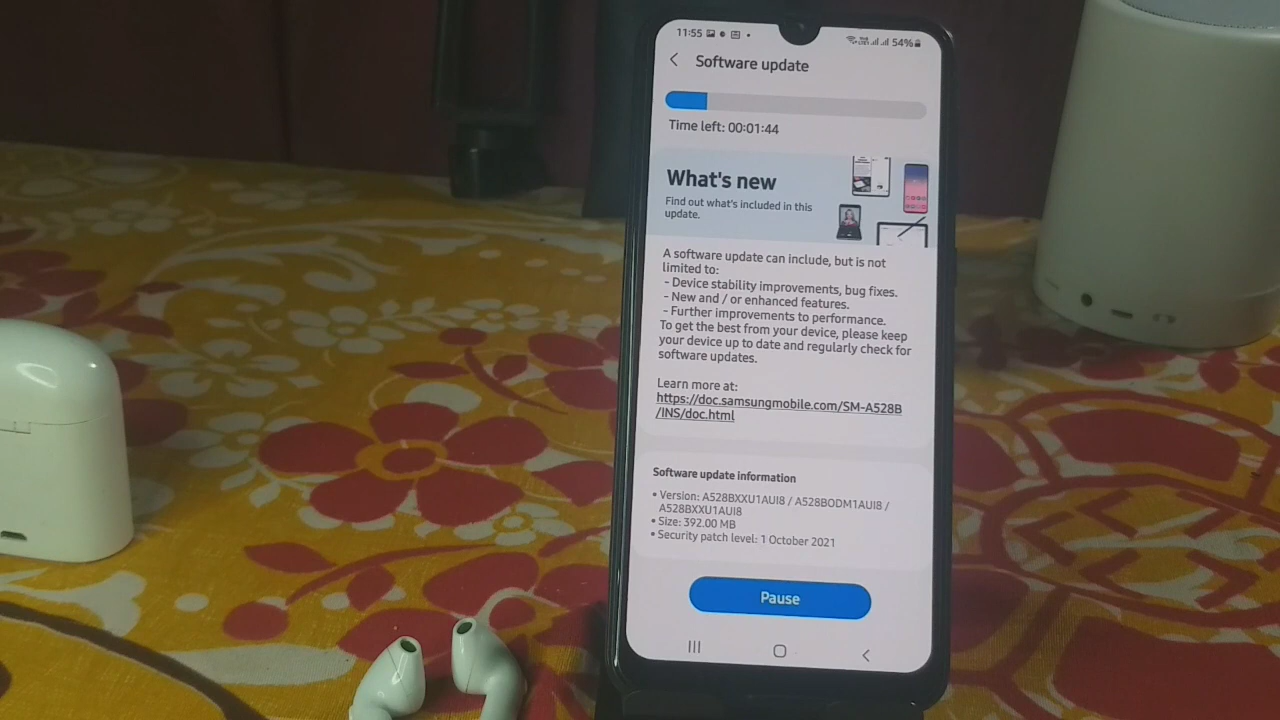 11:55 54%
Software update
Time left: 00:01:44
What's new
Find out what's included in this
update.
A software update can include, but is not
limited to:
- Device stability improvements, bug fixes.
- New and / or enhanced features.
- Further improvements to performance.
To get the best from your device, please keep
your device up to date and regularly check for
software updates.
Learn more at:
https://doc.samsungmobile.com/SM-A528B
/INS/doc.html
Software update information
• Version: A528BXXU1AUI8 / A528BODM1AUI8 /
A528BXXU1AUI8
• Size: 392.00 MB
• Security patch level: 1 October 2021
Pause